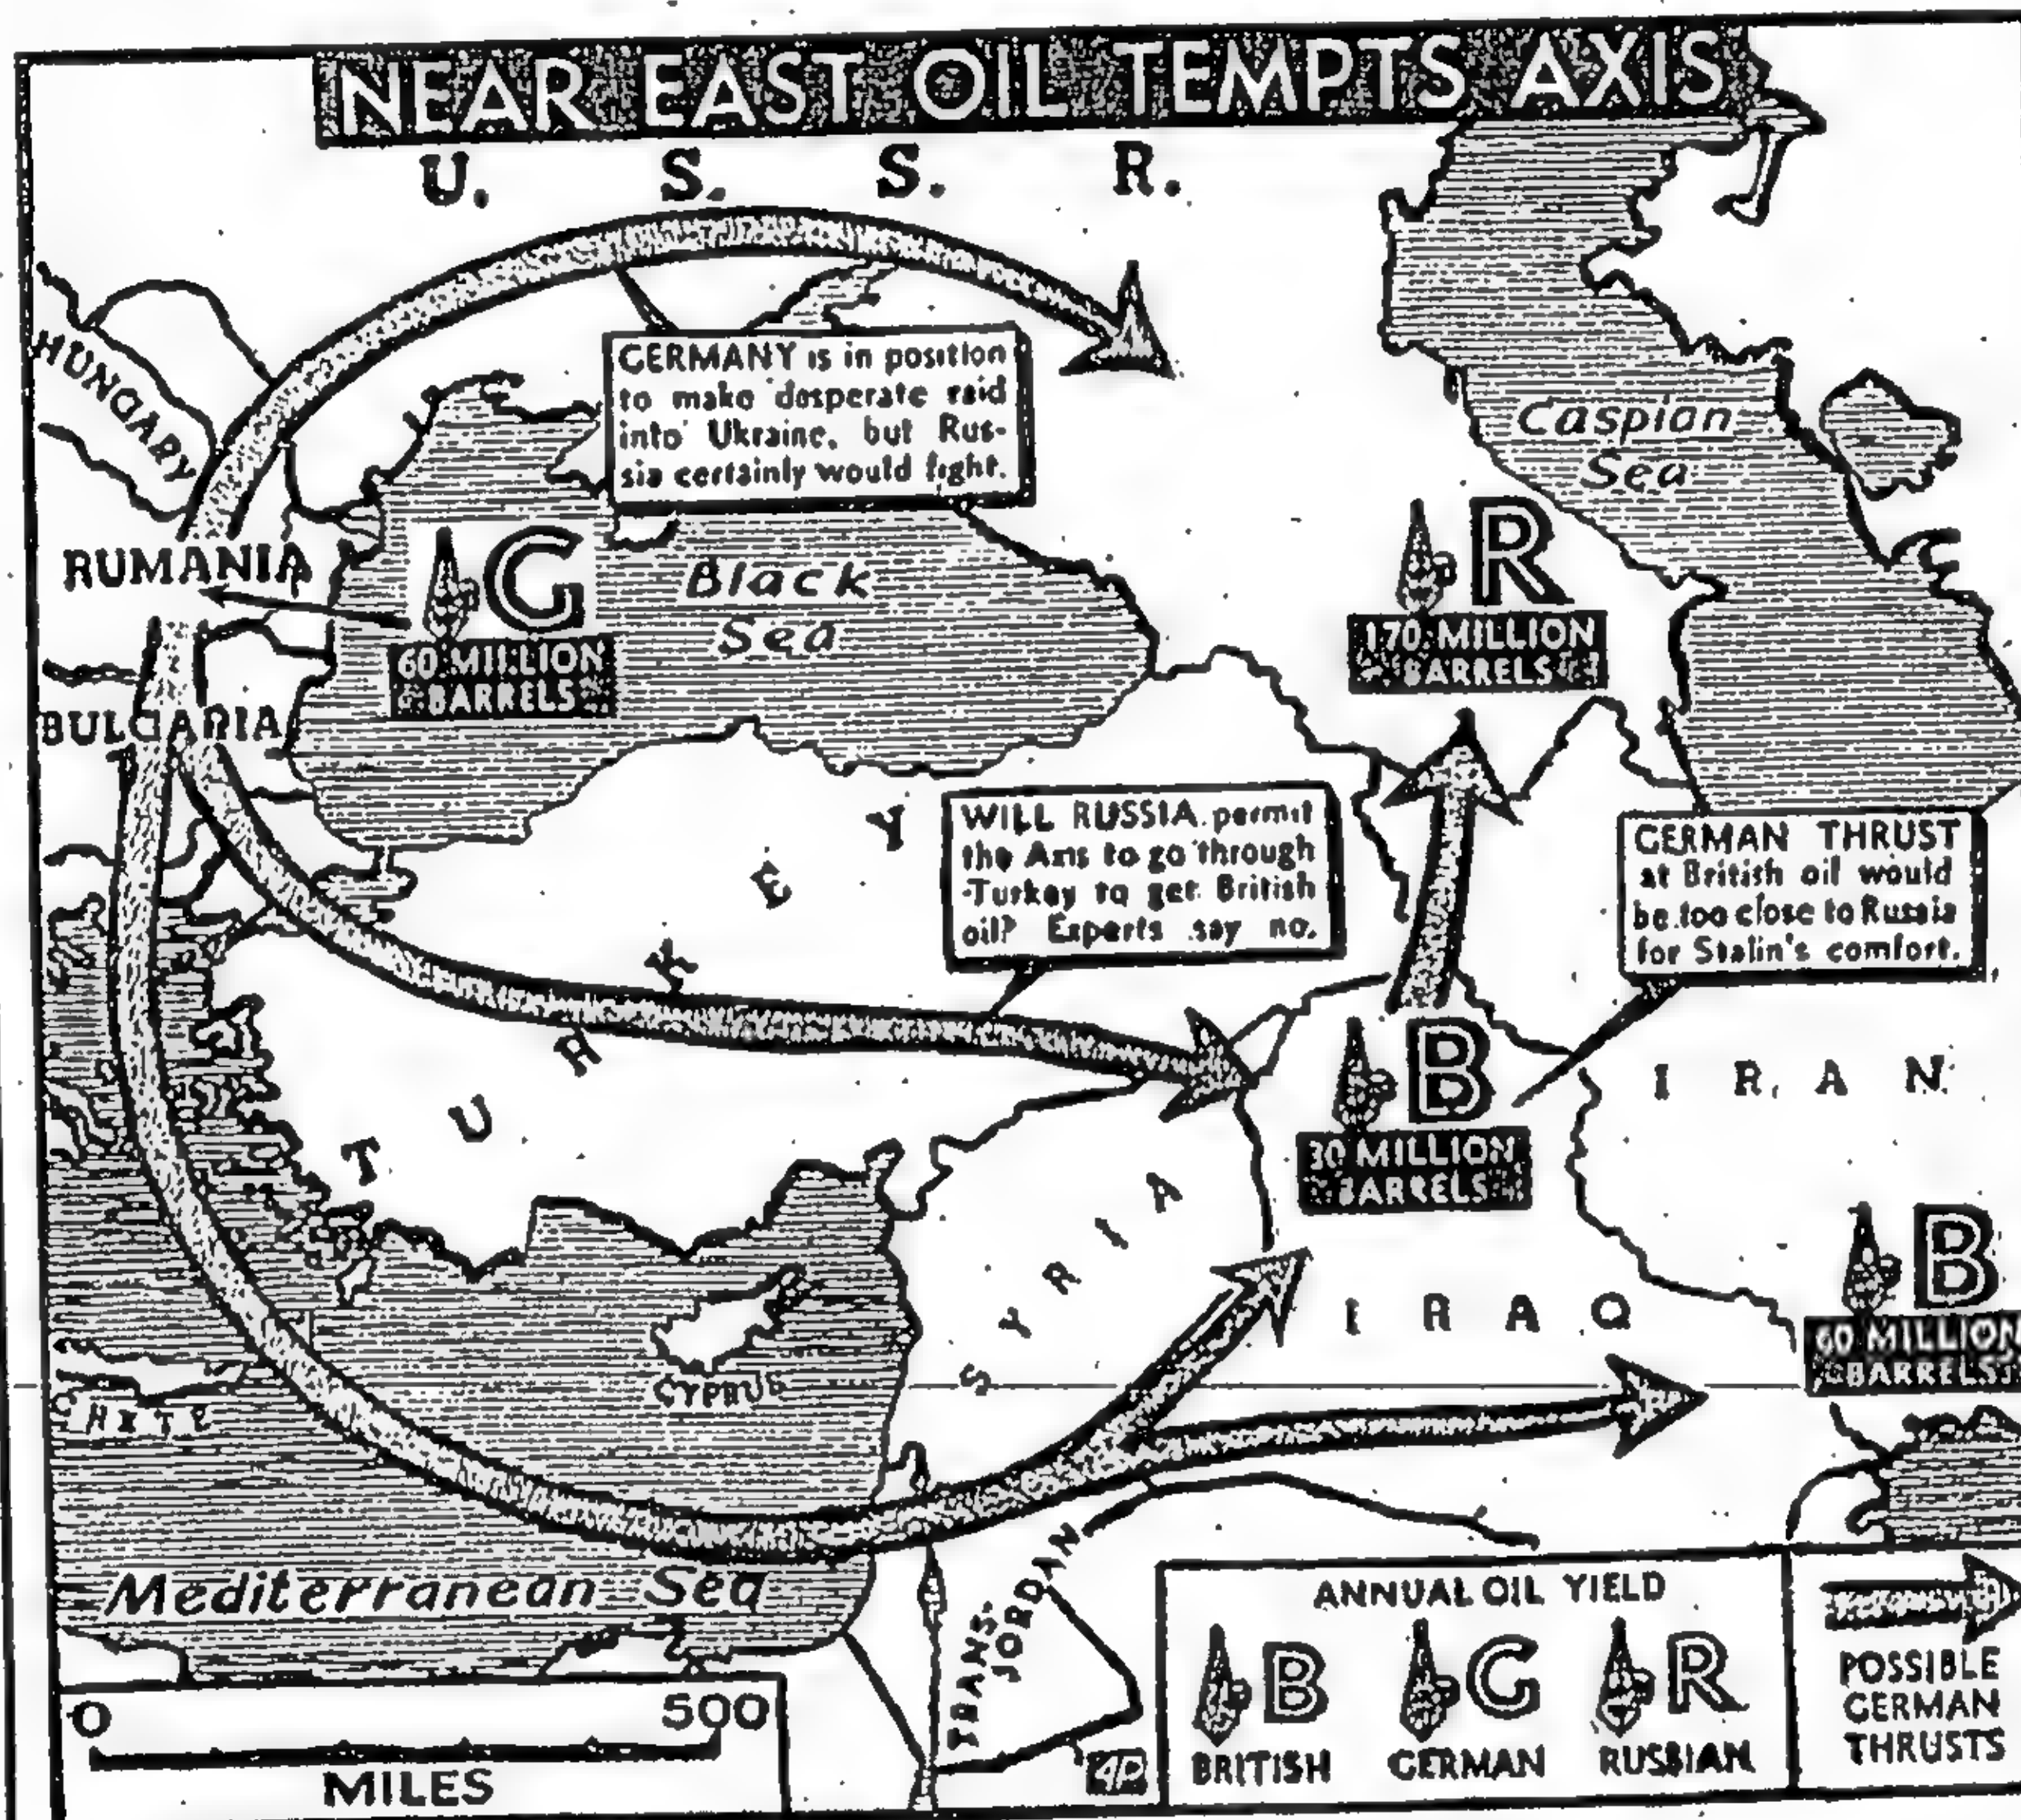 NEAR EAST OIL TEMPTS AXIS
U. S. S. R.
HUNGARY
GERMANY is in position
to make desperate raid
into Ukraine, but Rus-
sia certainly would fight.
Caspian
Sea
RUMANIA
G
60 MILLION
BARRELS
Black
Sea
R
170 MILLION
BARRELS
BULGARIA
WILL RUSSIA permit
the Axis to go through
Turkey to get British
oil? Experts say no.
GERMAN THRUST
at British oil would
be too close to Russia
for Stalin's comfort.
TURKEY
B
30 MILLION
BARRELS
IRAN
SYRIA
IRAQ
B
60 MILLION
BARRELS
CYPRUS
CRETE
Mediterranean Sea
TRANS-
JORDAN
0 500
MILES
AP
ANNUAL OIL YIELD
B G R
BRITISH GERMAN RUSSIAN
POSSIBLE
GERMAN
THRUSTS